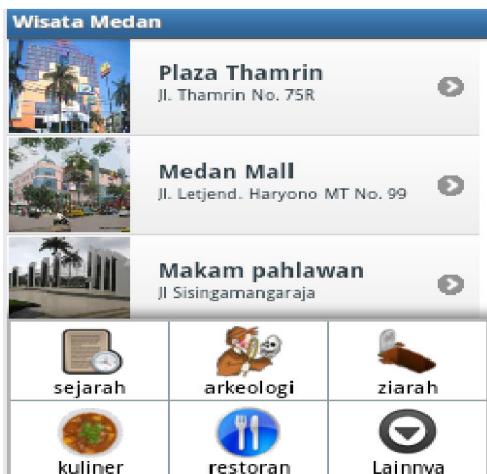 Wisata Medan
Plaza Thamrin
Jl. Thamrin No. 75R
Medan Mall
Jl. Letjend. Haryono MT No. 99
Makam pahlawan
Jl Sisingamangaraja
sejarah
arkeologi
ziarah
kuliner
restoran
Lainnya